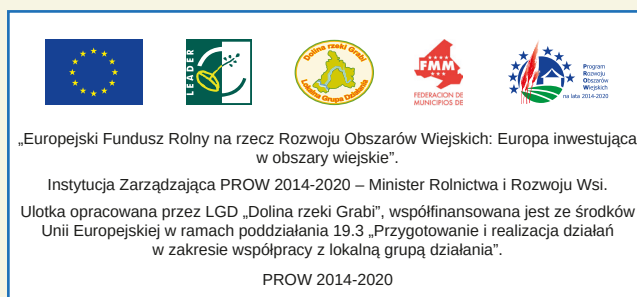 LEADER
Dolina rzeki Grabi
Lokalna Grupa Działania
FMM
FEDERACION DE
MUNICIPIOS DE
Program
Rozwoju
Obszarów
Wiejskich
na lata 2014-2020
„Europejski Fundusz Rolny na rzecz Rozwoju Obszarów Wiejskich: Europa inwestująca
w obszary wiejskie”.
Instytucja Zarządzająca PROW 2014-2020 – Minister Rolnictwa i Rozwoju Wsi.
Ulotka opracowana przez LGD „Dolina rzeki Grabi”, współfinansowana jest ze środków
Unii Europejskiej w ramach poddziałania 19.3 „Przygotowanie i realizacja działań
w zakresie współpracy z lokalną grupą działania”.
PROW 2014-2020